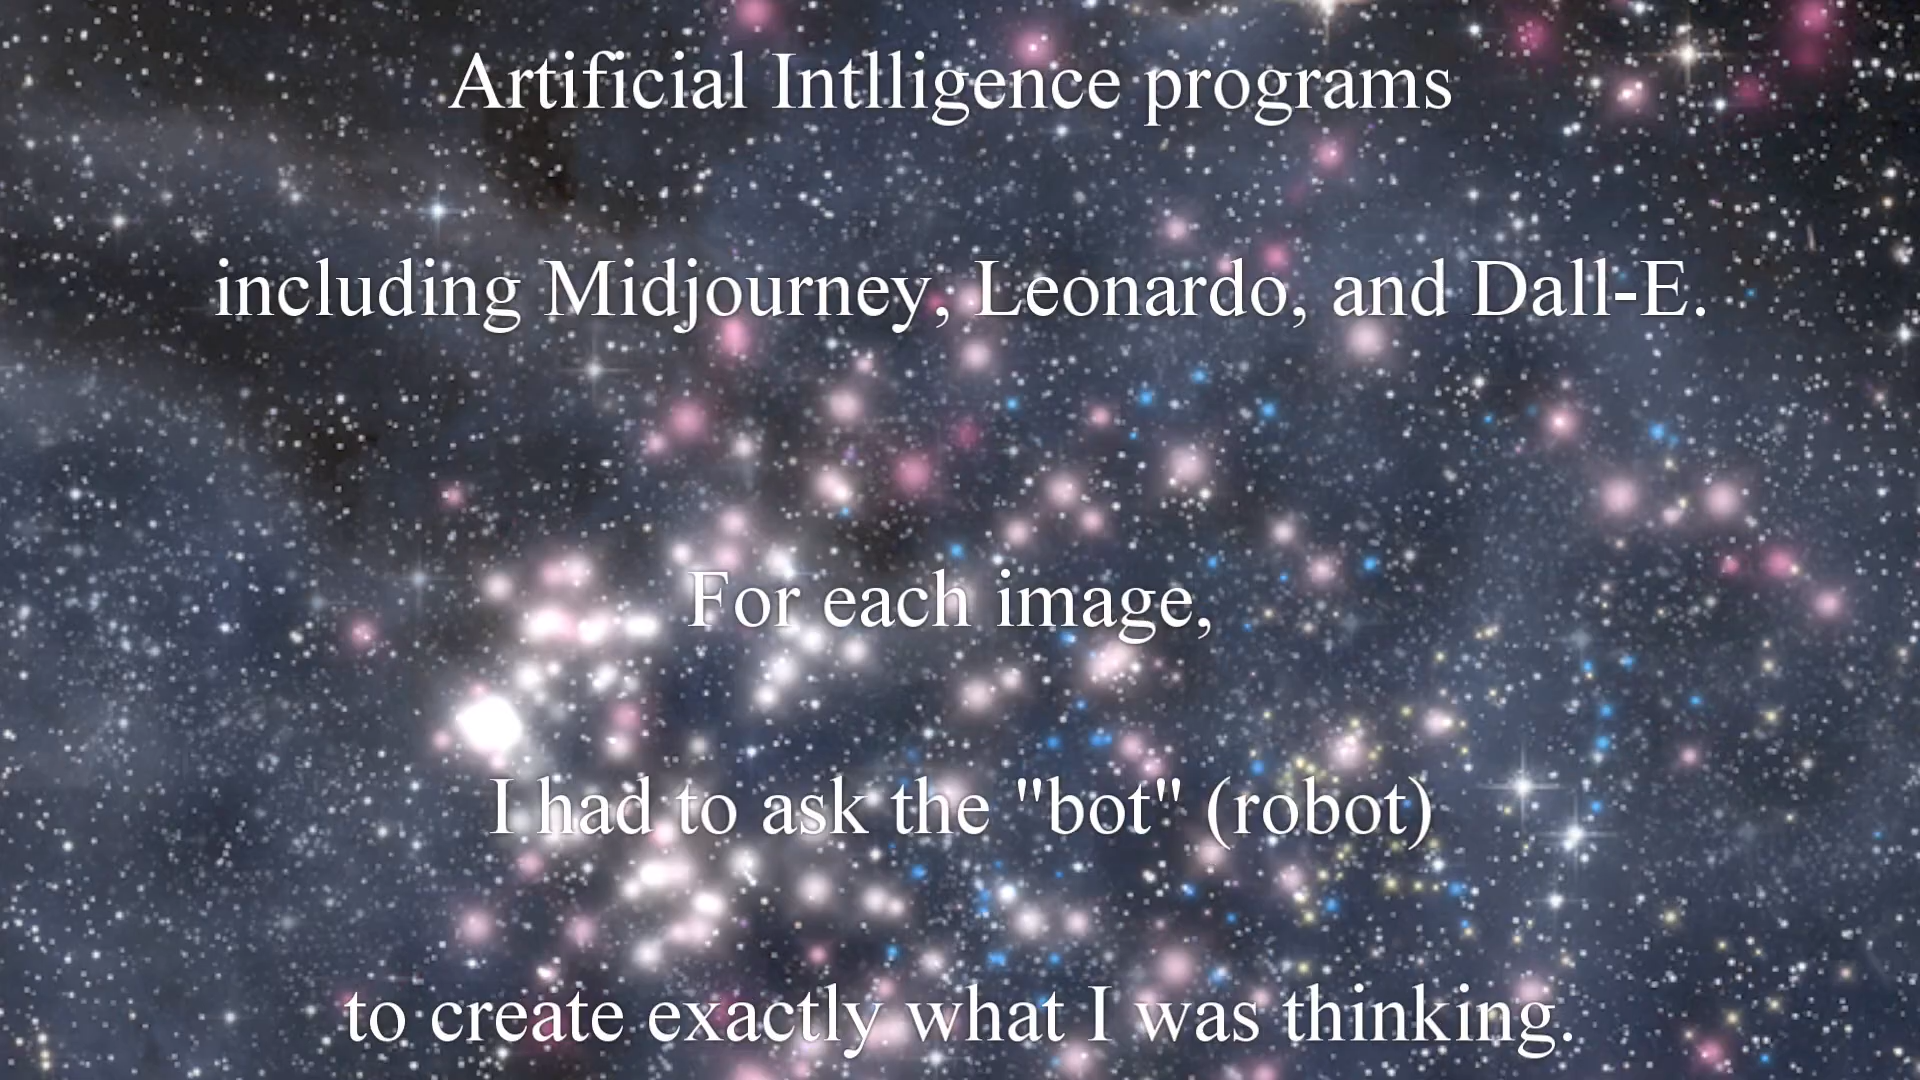 Artificial Intlligence programs
including Midjourney, Leonardo, and Dall-E.
For each image,
I had to ask the "bot" (robot)
to create exactly what I was thinking.